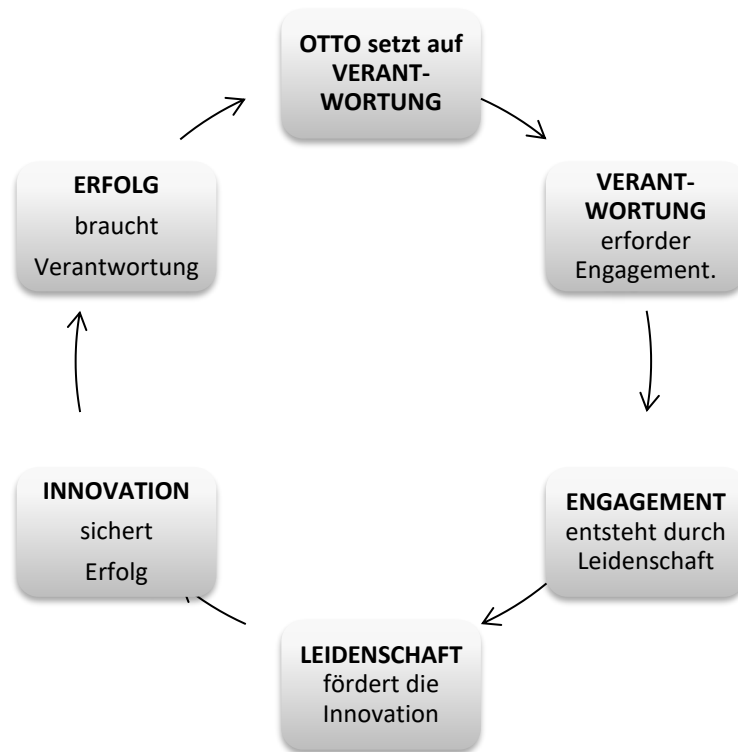 OTTO setzt auf
VERANT-
WORTUNG
VERANT-
WORTUNG
erforder
Engagement.
ENGAGEMENT
entsteht durch
Leidenschaft
LEIDENSCHAFT
fördert die
Innovation
INNOVATION
sichert
Erfolg
ERFOLG
braucht
Verantwortung